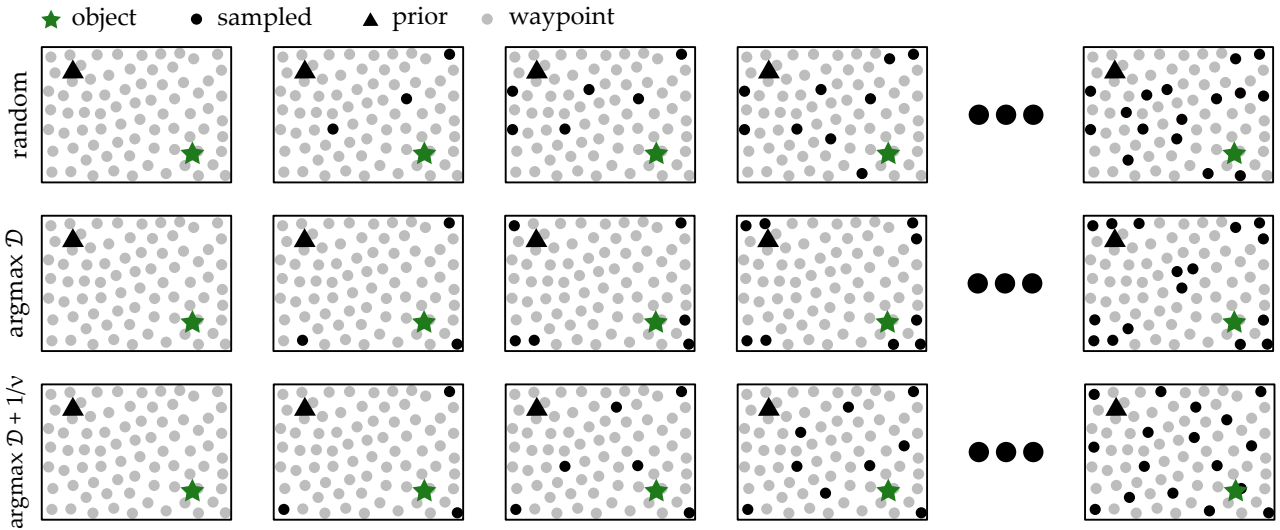 object sampled prior waypoint
random
argmax 𝒟
argmax 𝒟 + 1/ν